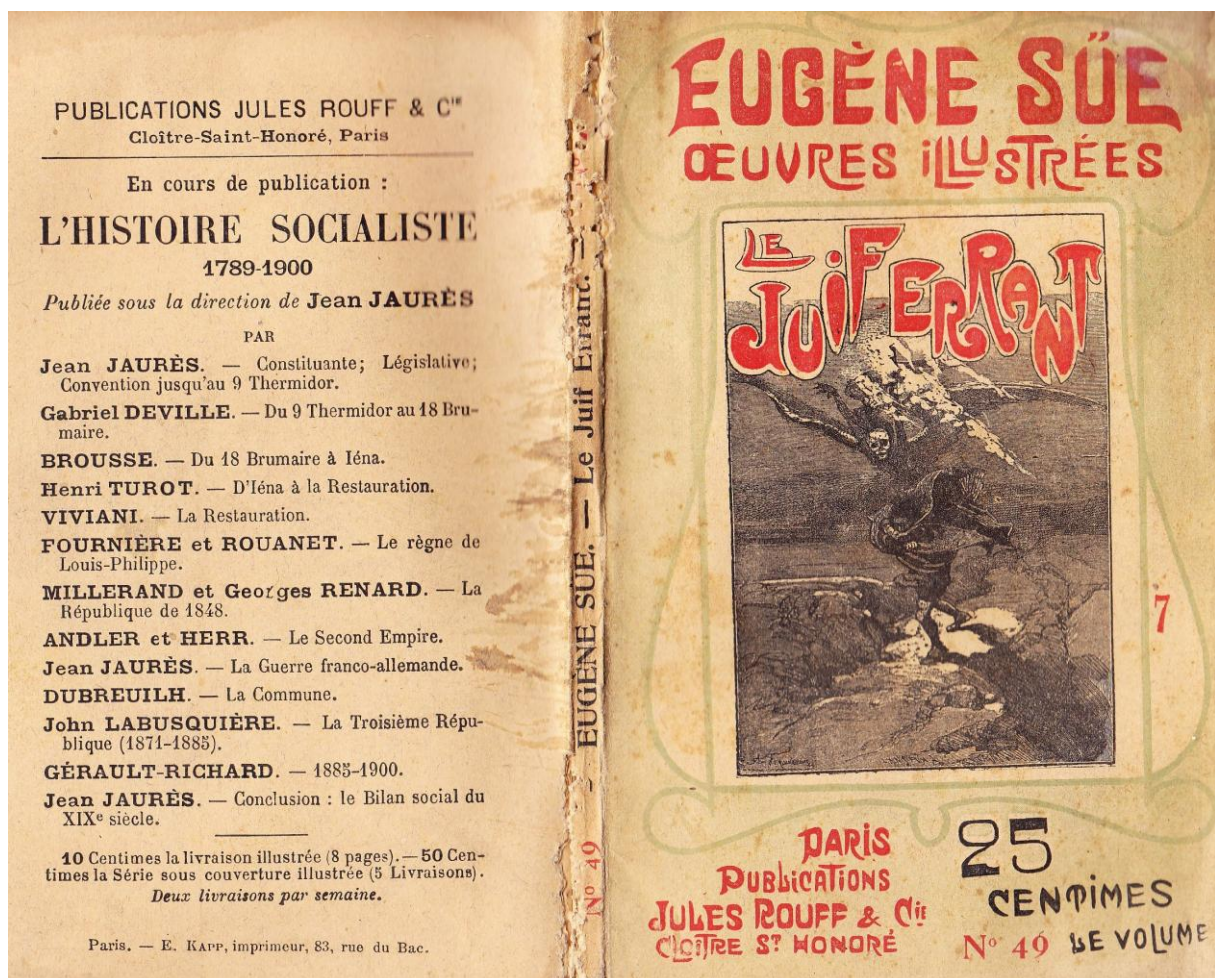 PUBLICATIONS JULES ROUFF & Cie
Cloître-Saint-Honoré, Paris
En cours de publication :
L'HISTOIRE SOCIALISTE
1789-1900
Publiée sous la direction de Jean JAURÈS
PAR
Jean JAURÈS. — Constituante; Législative;
Convention jusqu'au 9 Thermidor.
Gabriel DEVILLE. — Du 9 Thermidor au 18 Bru-
maire.
BROUSSE. — Du 18 Brumaire à Iéna.
Henri TUROT. — D'Iéna à la Restauration.
VIVIANI. — La Restauration.
FOURNIÈRE et ROUANET. — Le règne de
Louis-Philippe.
MILLERAND et Georges RENARD. — La
République de 1848.
ANDLER et HERR. — Le Second Empire.
Jean JAURÈS. — La Guerre franco-allemande.
DUBREUILH. — La Commune.
John LABUSQUIÈRE. — La Troisième Répu-
blique (1871-1885).
GÉRAULT-RICHARD. — 1885-1900.
Jean JAURÈS. — Conclusion : le Bilan social du
XIXe siècle.
10 Centimes la livraison illustrée (8 pages). — 50 Cen-
times la Série sous couverture illustrée (5 Livraisons).
Deux livraisons par semaine.
Paris. — E. KAPP, imprimeur, 83, rue du Bac.
No 49 - EUGÈNE SÜE. — Le Juif Errant. —
EUGÈNE SÜE
ŒUVRES ILLUSTRÉES
LE
JUIF ERRANT
7
PARIS
PUBLICATIONS
JULES ROUFF & Cie
CLOÎTRE ST HONORÉ
25
CENTIMES
LE VOLUME
No 49